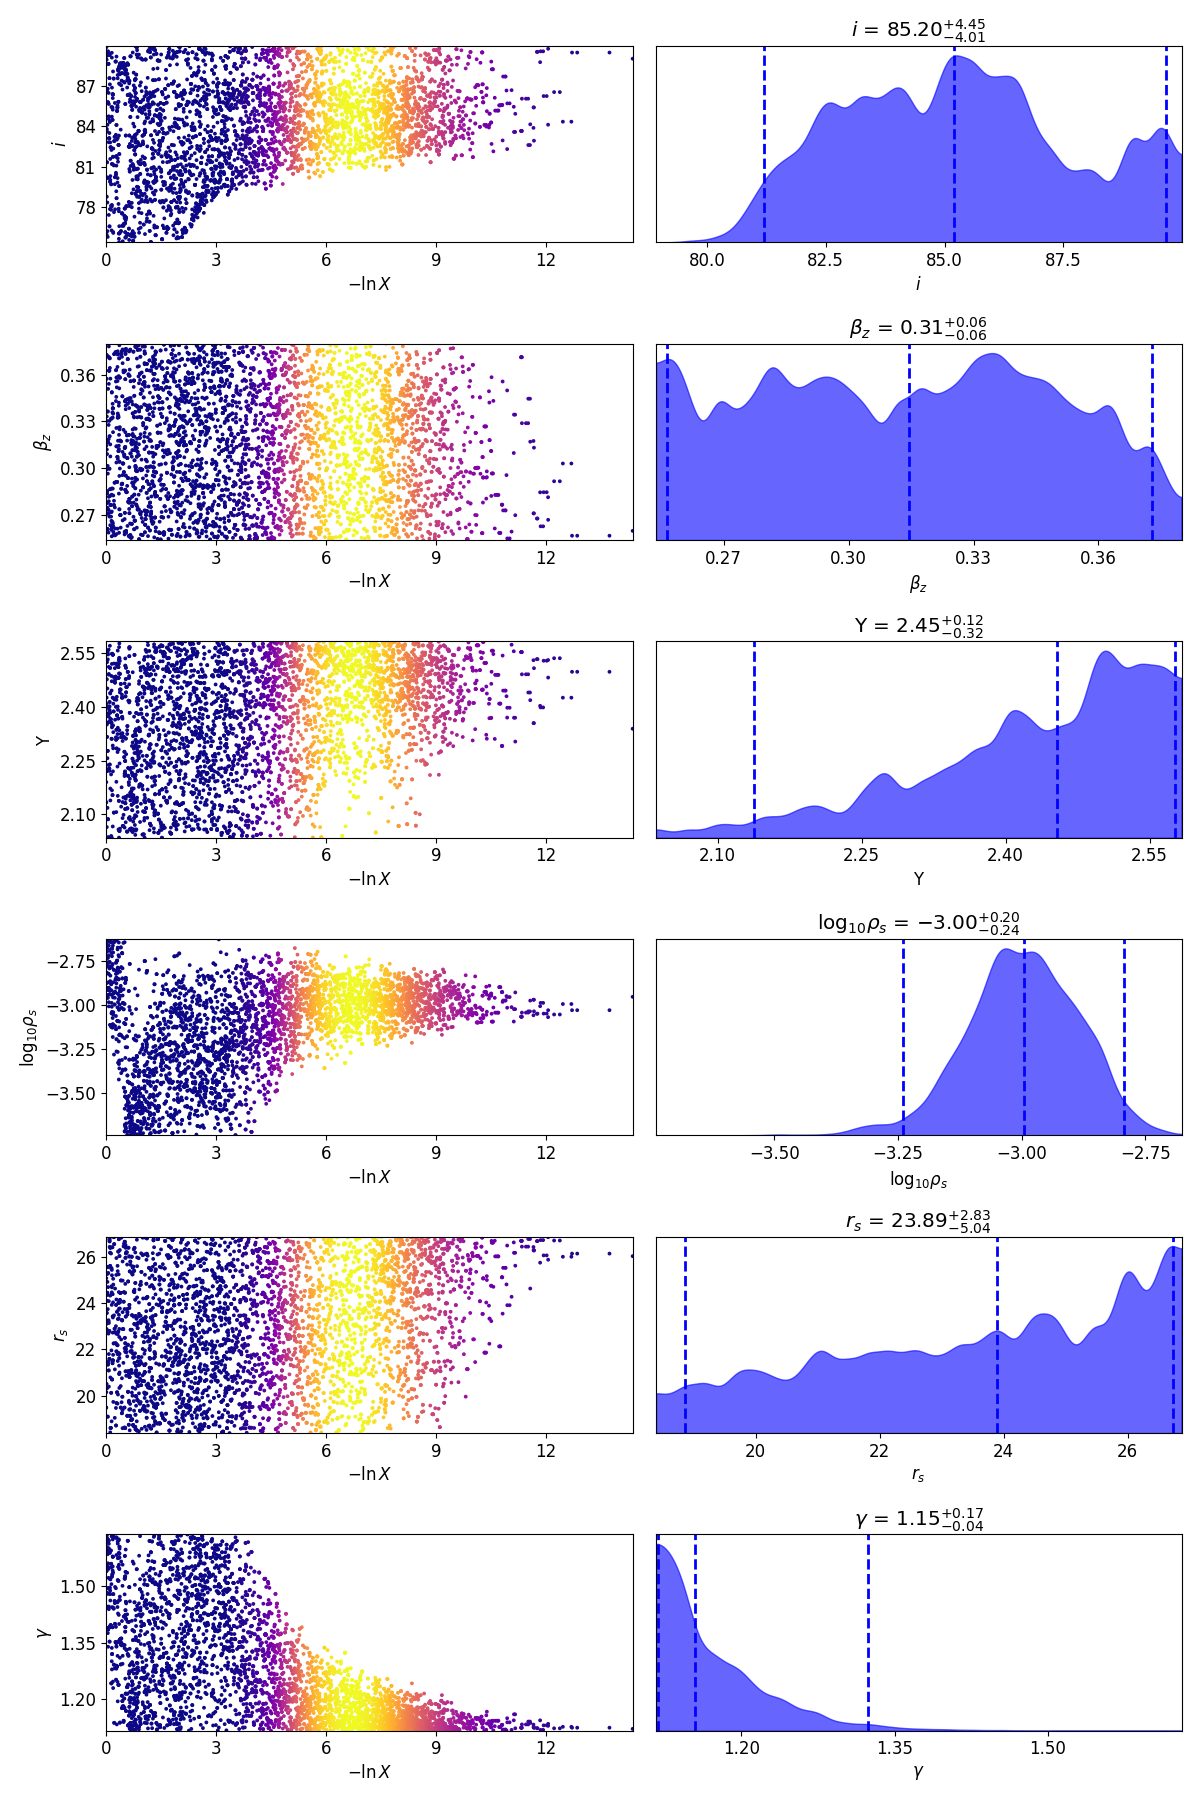 i = 85.20+4.45−4.01
87
84
81
78
i
0 3 6 9 12
80.0 82.5 85.0 87.5
−ln X
i
βz = 0.31+0.06−0.06
0.36
0.33
0.30
0.27
βz
0 3 6 9 12
0.27 0.30 0.33 0.36
−ln X
βz
Y = 2.45+0.12−0.32
2.55
2.40
2.25
2.10
Y
0 3 6 9 12
2.10 2.25 2.40 2.55
−ln X
Y
log10ρs = −3.00+0.20−0.24
−2.75
−3.00
−3.25
−3.50
log10ρs
0 3 6 9 12
−3.50 −3.25 −3.00 −2.75
−ln X
log10ρs
rs = 23.89+2.83−5.04
26
24
22
20
rs
0 3 6 9 12
20 22 24 26
−ln X
rs
γ = 1.15+0.17−0.04
1.50
1.35
1.20
γ
0 3 6 9 12
1.20 1.35 1.50
−ln X
γ